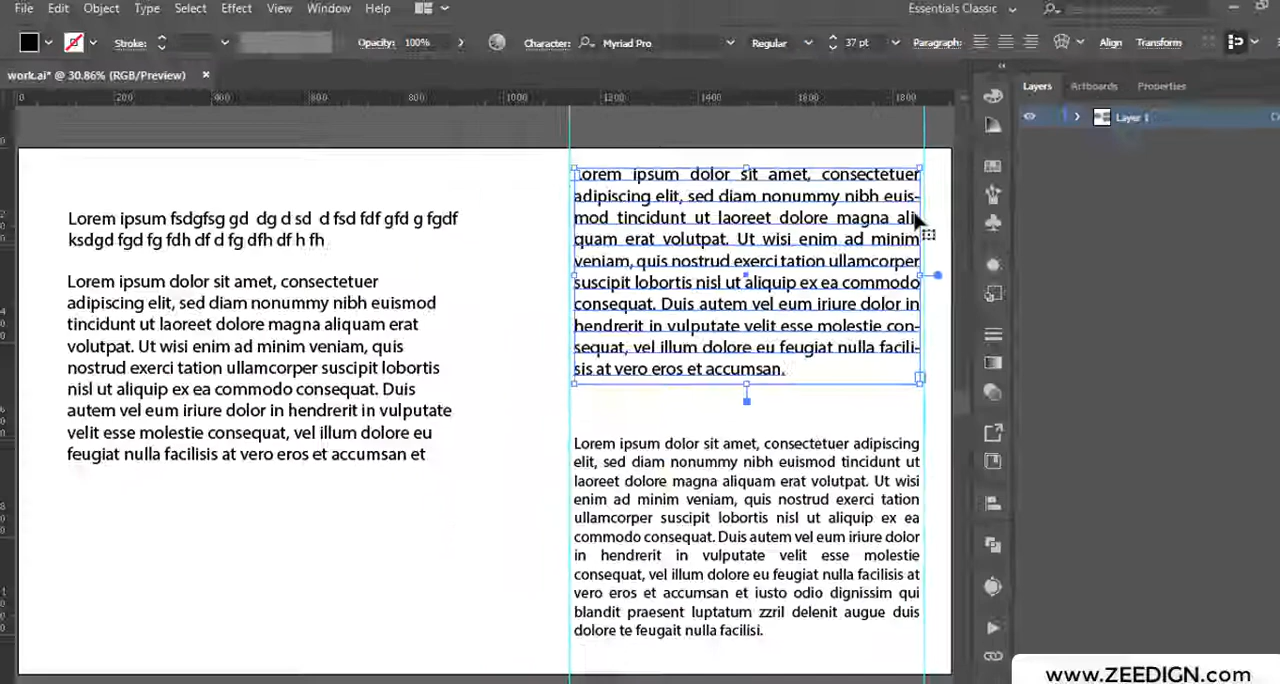 File Edit Object Type Select Effect View Window Help Essentials Classic
Stroke: Opacity: 100% Character: Myriad Pro Regular 37 pt Paragraph: Align Transform
work.ai* @ 30.86% (RGB/Preview) ×
0 200 400 600 800 1000 1200 1400 1600 1800
Layers Artboards Properties
Layer 1
Lorem ipsum fsdgfsg gd dg d sd d fsd fdf gfd g fgdf
ksdgd fgd fg fdh df d fg dfh df h fh
Lorem ipsum dolor sit amet, consectetuer
adipiscing elit, sed diam nonummy nibh euismod
tincidunt ut laoreet dolore magna aliquam erat
volutpat. Ut wisi enim ad minim veniam, quis
nostrud exerci tation ullamcorper suscipit lobortis
nisl ut aliquip ex ea commodo consequat. Duis
autem vel eum iriure dolor in hendrerit in vulputate
velit esse molestie consequat, vel illum dolore eu
feugiat nulla facilisis at vero eros et accumsan et
Lorem ipsum dolor sit amet, consectetuer
adipiscing elit, sed diam nonummy nibh euis-
mod tincidunt ut laoreet dolore magna ali-
quam erat volutpat. Ut wisi enim ad minim
veniam, quis nostrud exerci tation ullamcorper
suscipit lobortis nisl ut aliquip ex ea commodo
consequat. Duis autem vel eum iriure dolor in
hendrerit in vulputate velit esse molestie con-
sequat, vel illum dolore eu feugiat nulla facili-
sis at vero eros et accumsan.
Lorem ipsum dolor sit amet, consectetuer adipiscing
elit, sed diam nonummy nibh euismod tincidunt ut
laoreet dolore magna aliquam erat volutpat. Ut wisi
enim ad minim veniam, quis nostrud exerci tation
ullamcorper suscipit lobortis nisl ut aliquip ex ea
commodo consequat. Duis autem vel eum iriure dolor
in hendrerit in vulputate velit esse molestie
consequat, vel illum dolore eu feugiat nulla facilisis at
vero eros et accumsan et iusto odio dignissim qui
blandit praesent luptatum zzril delenit augue duis
dolore te feugait nulla facilisi.
www.ZEEDIGN.com